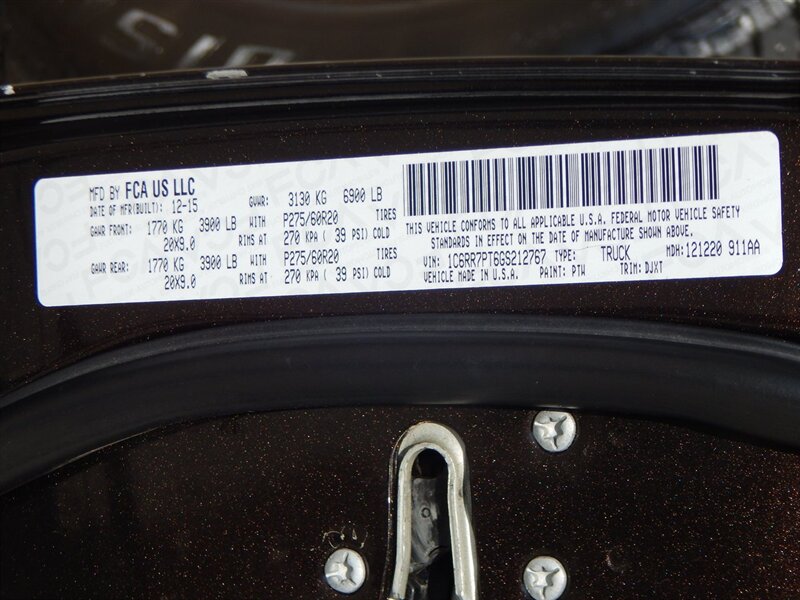 MFD BY FCA US LLC
DATE OF MFR(BUILT): 12-15 GVWR: 3130 KG 6900 LB
GAWR FRONT: 1770 KG 3900 LB WITH P275/60R20 TIRES
20X9.0 RIMS AT 270 KPA ( 39 PSI) COLD
GAWR REAR: 1770 KG 3900 LB WITH P275/60R20 TIRES
20X9.0 RIMS AT 270 KPA ( 39 PSI) COLD
THIS VEHICLE CONFORMS TO ALL APPLICABLE U.S.A. FEDERAL MOTOR VEHICLE SAFETY
STANDARDS IN EFFECT ON THE DATE OF MANUFACTURE SHOWN ABOVE.
VIN: 1C6RR7PT6GS212767 TYPE: TRUCK MDH: 121220 911AA
VEHICLE MADE IN U.S.A. PAINT: PTW TRIM: DJXT